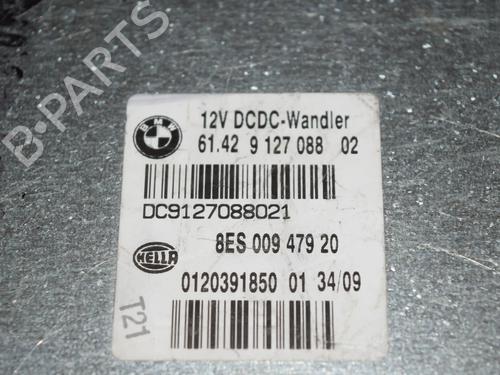 BMW
12V DCDC-Wandler
61.42 9 127 088 02
DC9127088021
8ES 009 479 20
HELLA
0120391850 01 34/09
T21